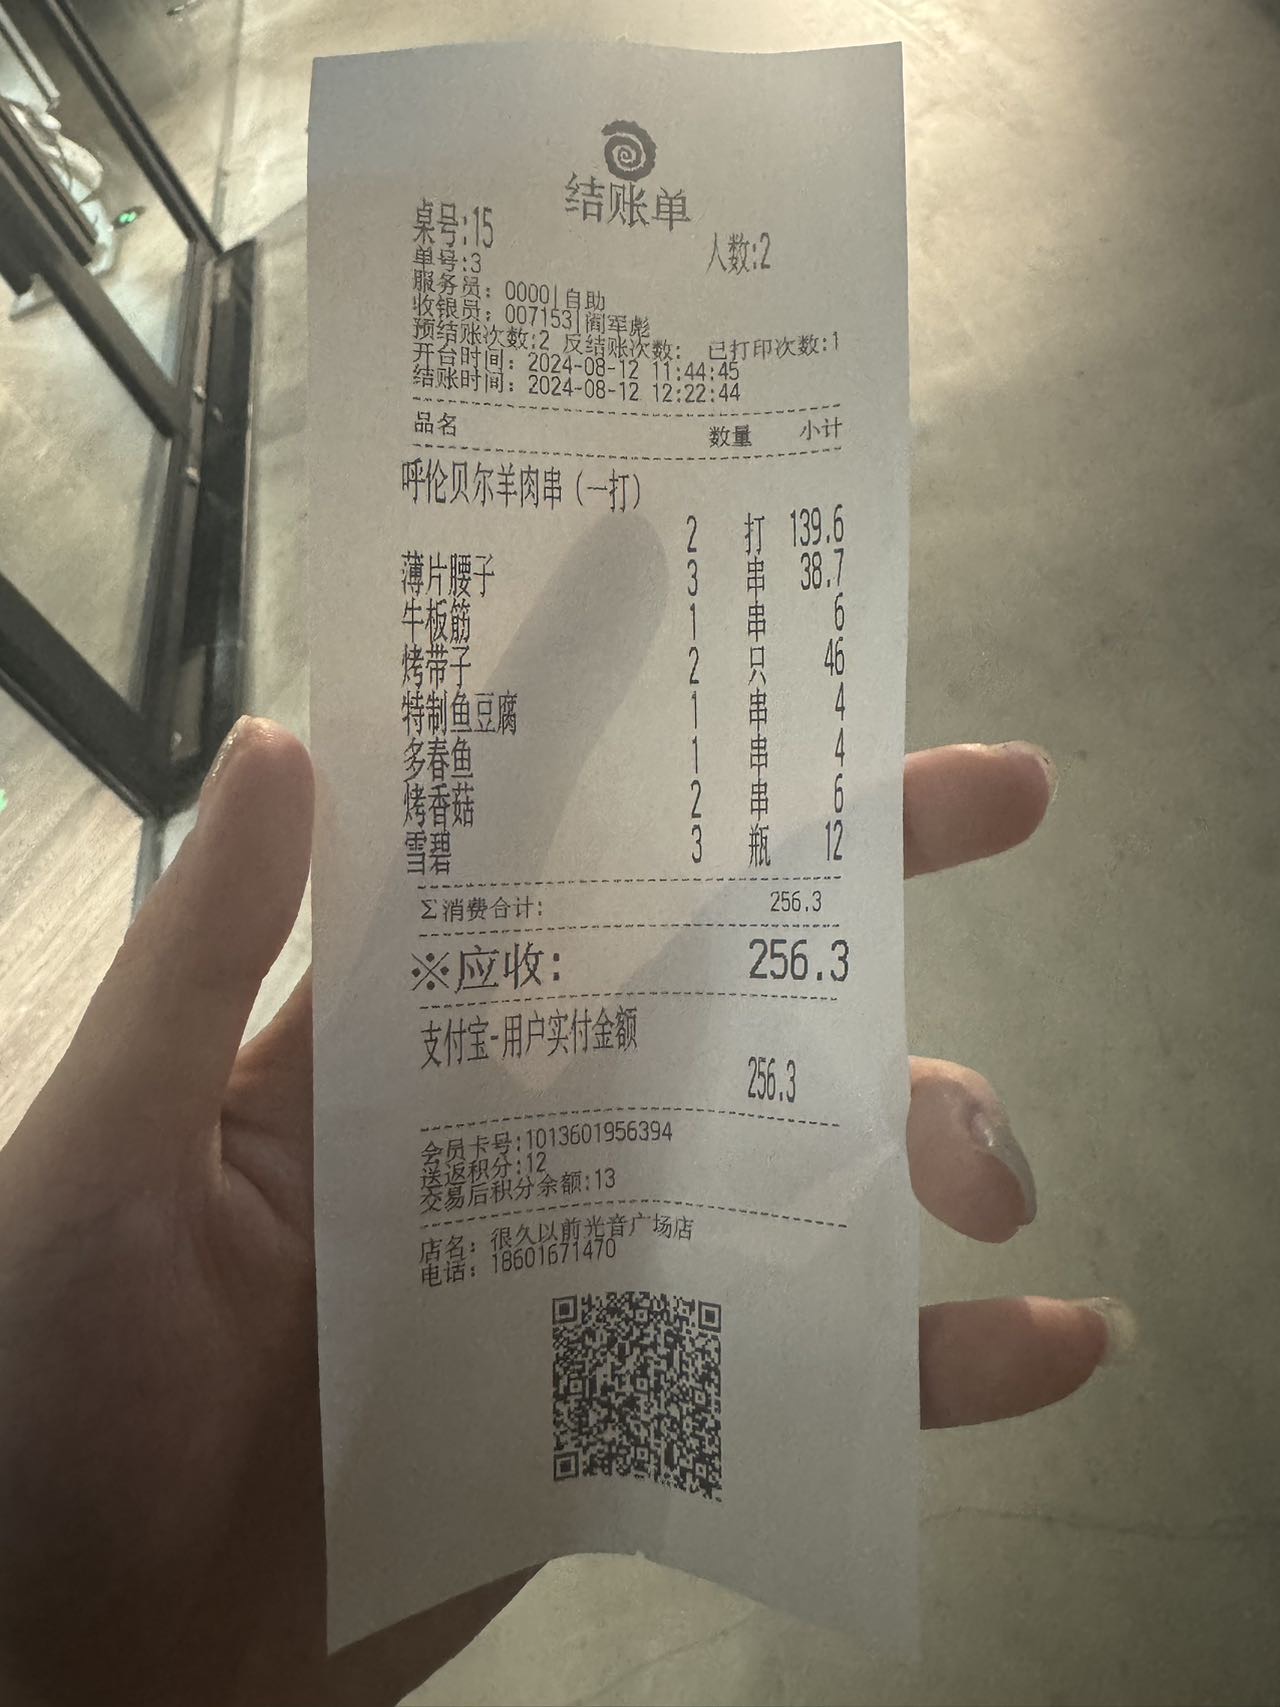 结账单
桌号:15 人数:2
单号:3
服务员: 0000|自助
收银员: 007153|阎军彪
预结账次数:2 反结账次数: 已打印次数:1
开台时间: 2024-08-12 11:44:45
结账时间: 2024-08-12 12:22:44
品名 数量 小计
呼伦贝尔羊肉串(一打)
2 打 139.6
薄片腰子 3 串 38.7
牛板筋 1 串 6
烤带子 2 只 46
特制鱼豆腐 1 串 4
多春鱼 1 串 4
烤香菇 2 串 6
雪碧 3 瓶 12
Σ消费合计: 256.3
※应收: 256.3
支付宝-用户实付金额
256.3
会员卡号:1013601956394
送返积分:12
交易后积分余额:13
店名: 很久以前光音广场店
电话: 18601671470